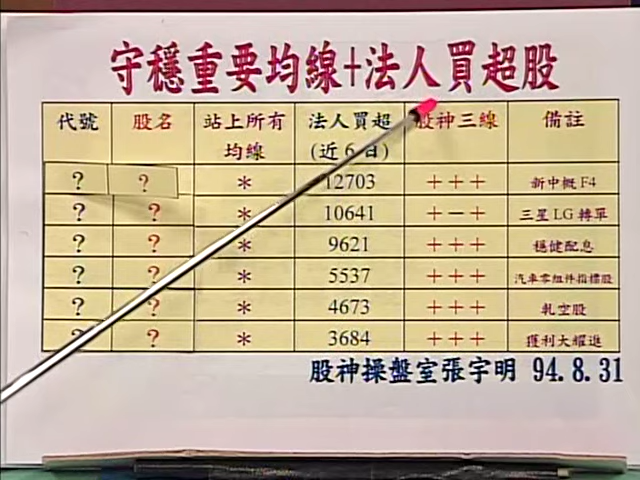 守穩重要均線+法人買超股
代號 股名 站上所有均線 法人買超(近6日) 股神三線 備註
? ? * 12703 +++ 新中概F4
? ? * 10641 +-+ 三星LG轉單
? ? * 9621 +++ 穩健配息
? ? * 5537 +++ 汽車零組件指標股
? ? * 4673 +++ 軋空股
? ? * 3684 +++ 獲利大耀進
股神操盤室張宇明 94.8.31